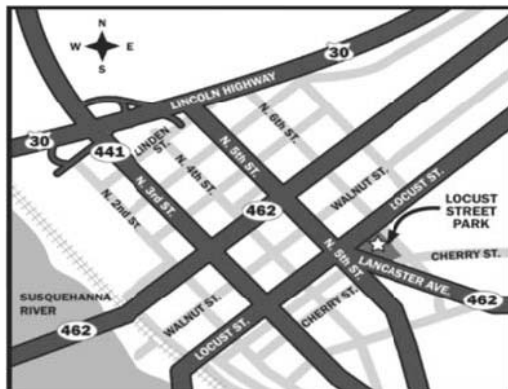 N
W E
S
30
LINCOLN HIGHWAY
30
441
LINDEN ST.
N. 6th ST.
N. 5th ST.
N. 4th ST.
N. 3rd ST.
N. 2nd ST
462
WALNUT ST.
LOCUST ST.
LOCUST
STREET
PARK
N. 5th ST.
CHERRY ST.
LANCASTER AVE.
462
SUSQUEHANNA
RIVER
462
WALNUT ST.
LOCUST ST.
CHERRY ST.